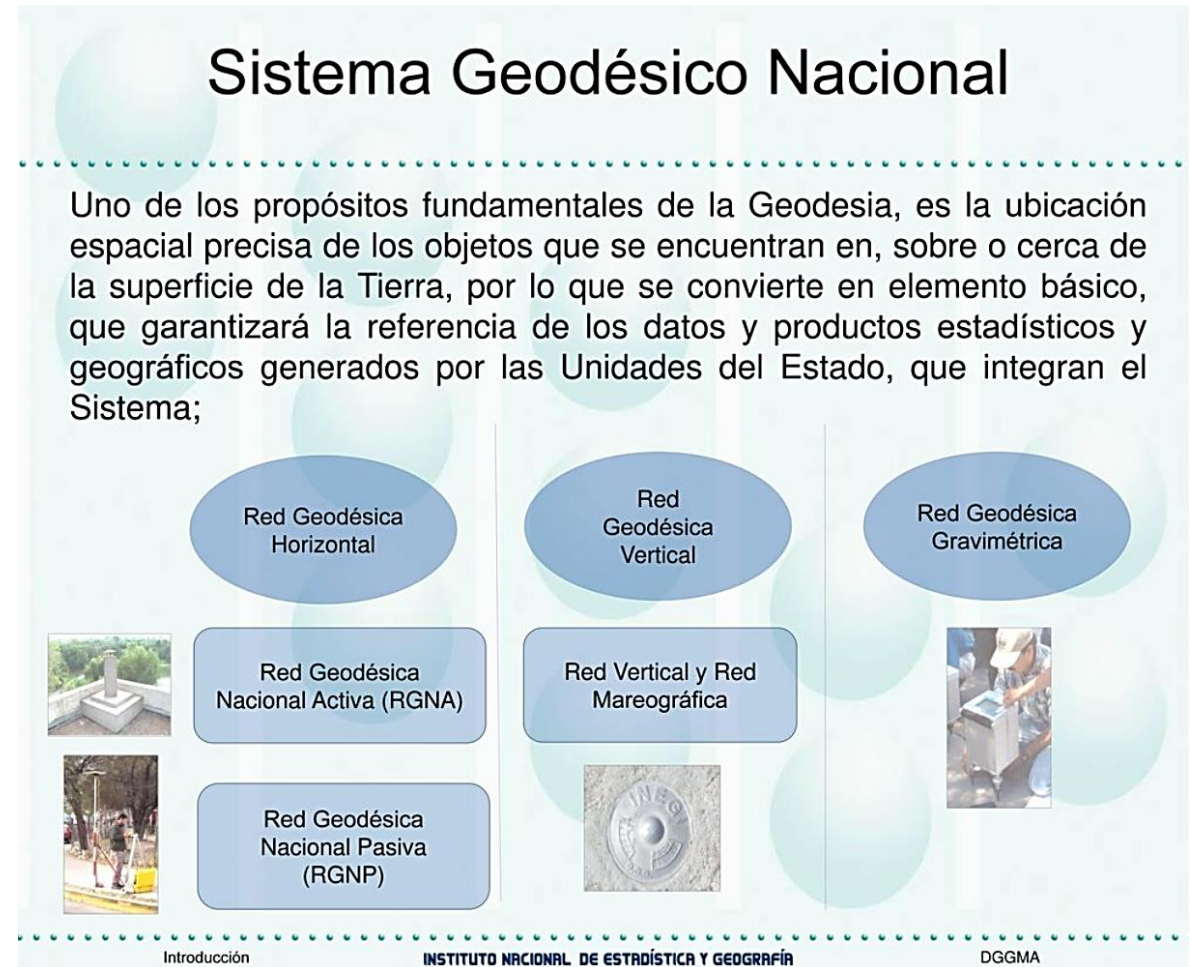 Sistema Geodésico Nacional
Uno de los propósitos fundamentales de la Geodesia, es la ubicación
espacial precisa de los objetos que se encuentran en, sobre o cerca de
la superficie de la Tierra, por lo que se convierte en elemento básico,
que garantizará la referencia de los datos y productos estadísticos y
geográficos generados por las Unidades del Estado, que integran el
Sistema;
Red Geodésica
Horizontal
Red
Geodésica
Vertical
Red Geodésica
Gravimétrica
Red Geodésica
Nacional Activa (RGNA)
Red Vertical y Red
Mareográfica
Red Geodésica
Nacional Pasiva
(RGNP)
INEGI
Introducción
INSTITUTO NACIONAL DE ESTADÍSTICA Y GEOGRAFÍA
DGGMA